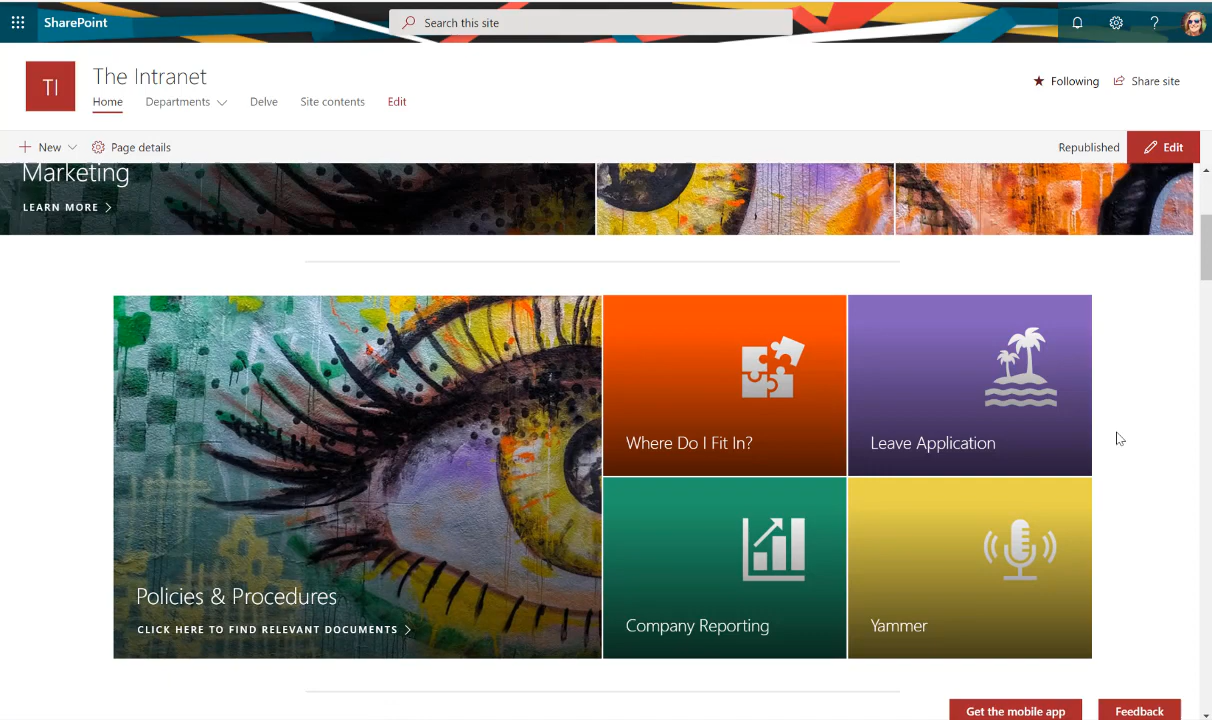 SharePoint
Search this site
?
TI
The Intranet
Following
Share site
Home
Departments
Delve
Site contents
Edit
New
Page details
Republished
Edit
Marketing
LEARN MORE
Where Do I Fit In?
Leave Application
Policies & Procedures
CLICK HERE TO FIND RELEVANT DOCUMENTS
Company Reporting
Yammer
Get the mobile app
Feedback